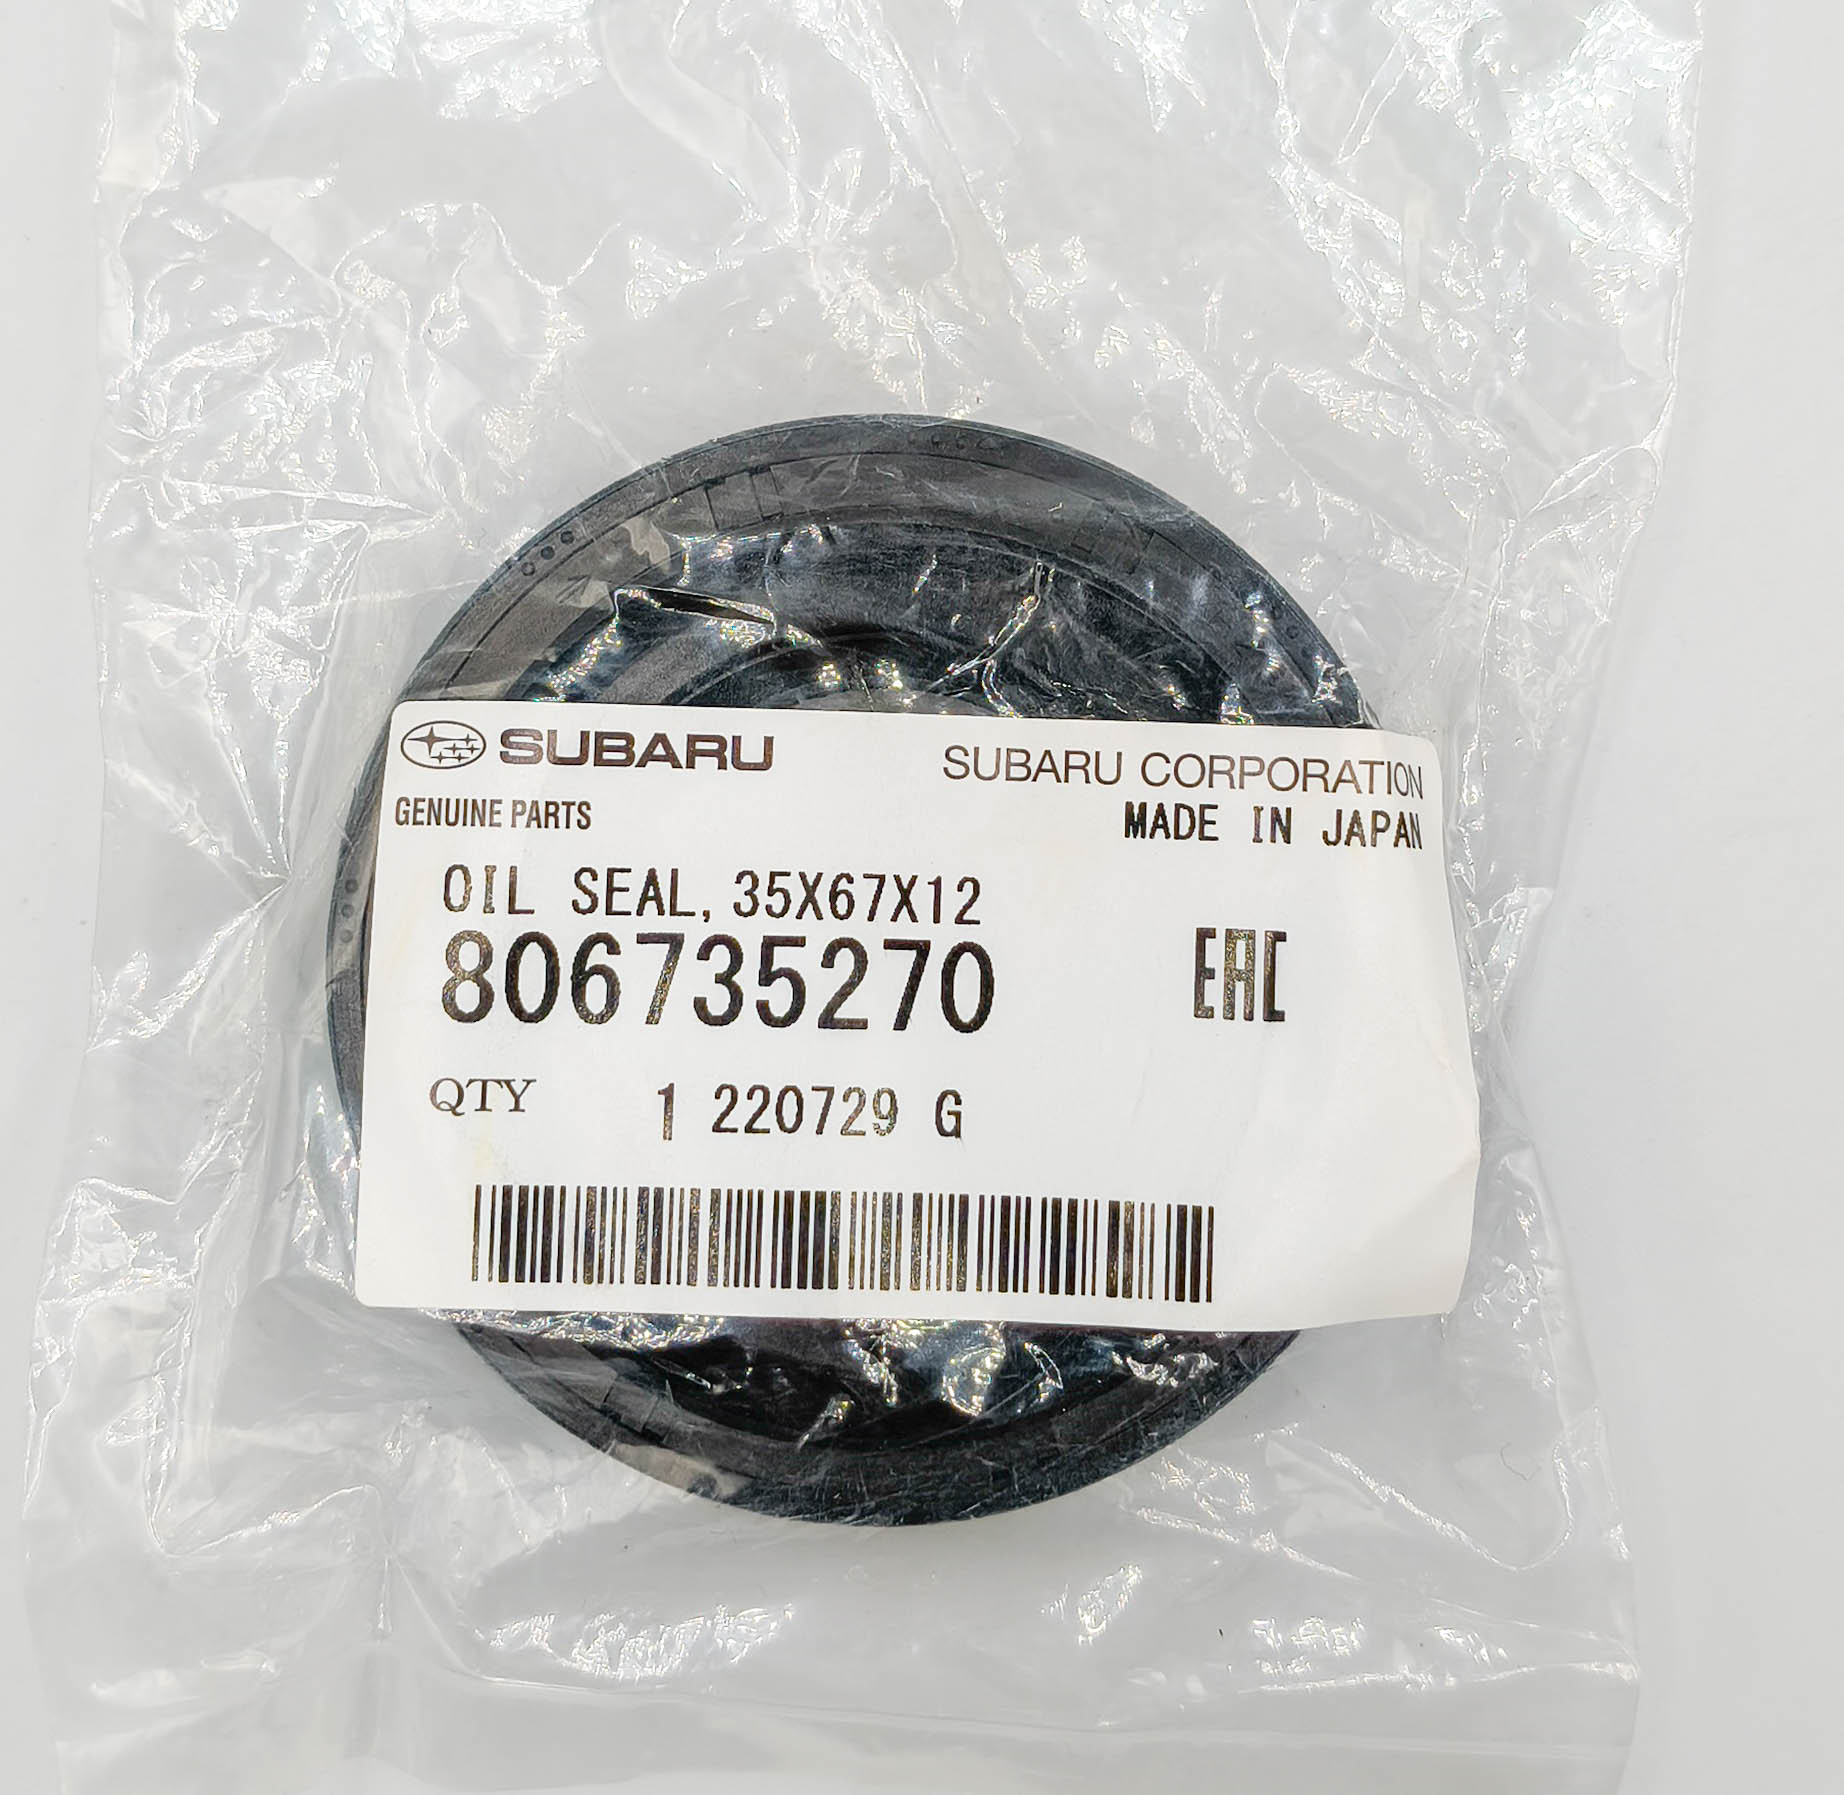 SUBARU
SUBARU CORPORATION
GENUINE PARTS
MADE IN JAPAN
OIL SEAL, 35X67X12
806735270
EAC
QTY 1 220729 G